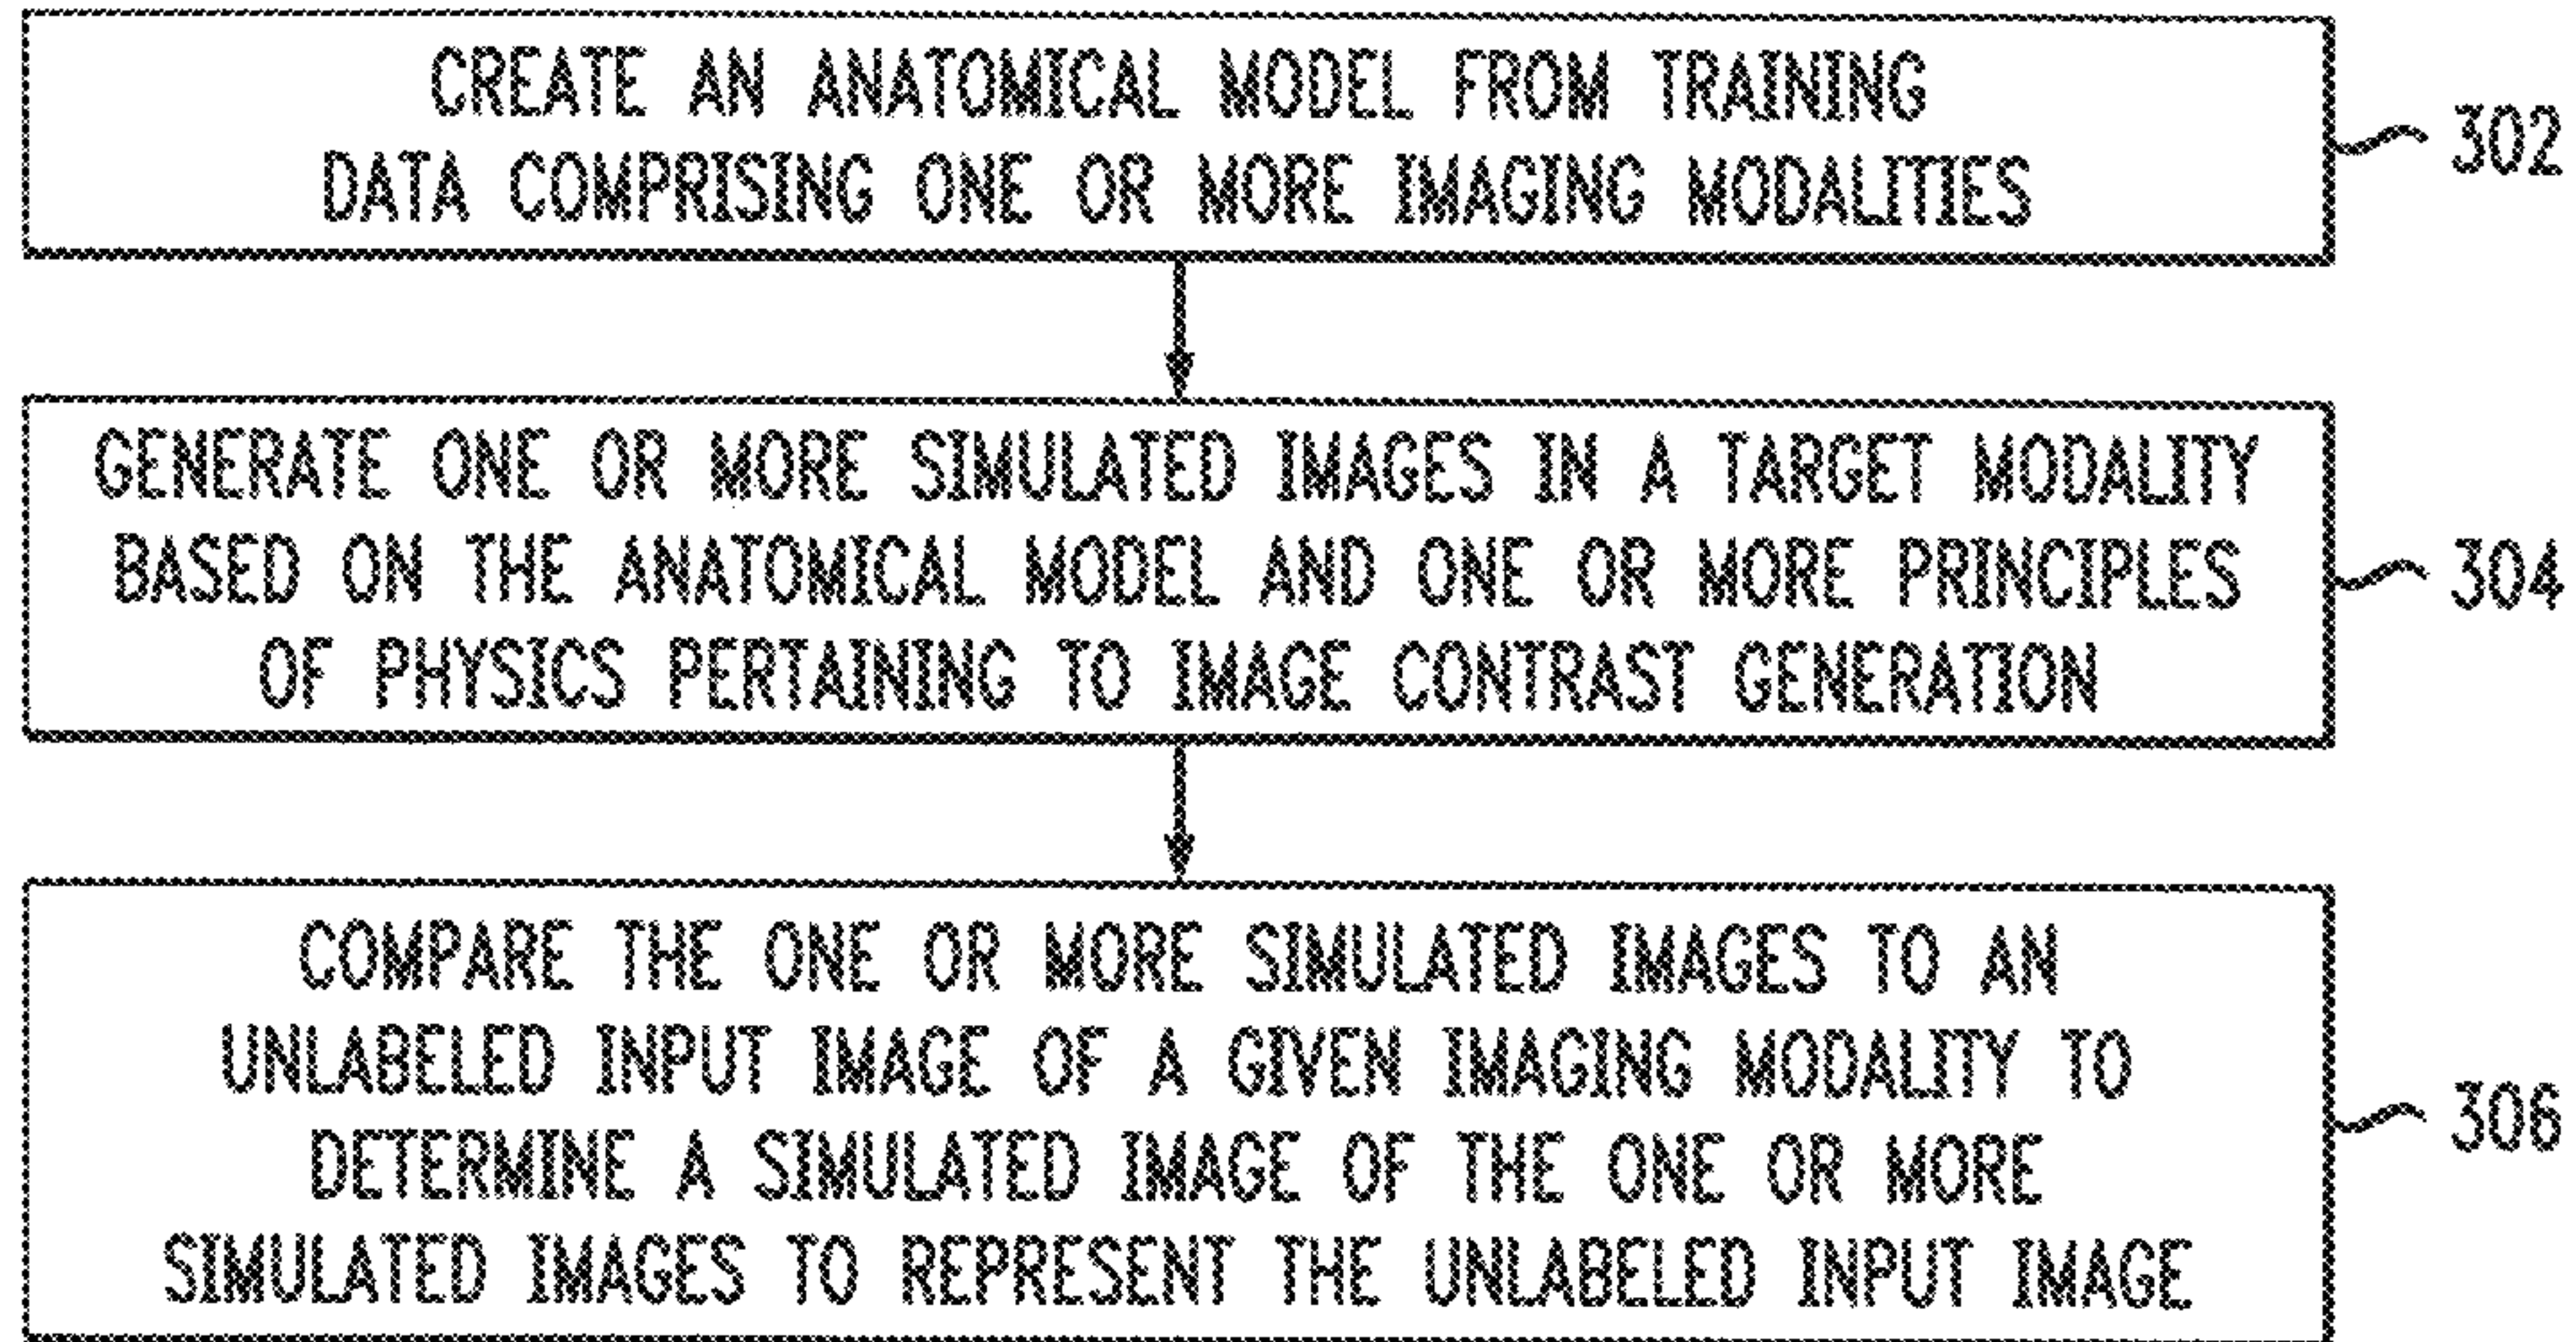 CREATE AN ANATOMICAL MODEL FROM TRAINING
DATA COMPRISING ONE OR MORE IMAGING MODALITIES
302
GENERATE ONE OR MORE SIMULATED IMAGES IN A TARGET MODALITY
BASED ON THE ANATOMICAL MODEL AND ONE OR MORE PRINCIPLES
OF PHYSICS PERTAINING TO IMAGE CONTRAST GENERATION
304
COMPARE THE ONE OR MORE SIMULATED IMAGES TO AN
UNLABELED INPUT IMAGE OF A GIVEN IMAGING MODALITY TO
DETERMINE A SIMULATED IMAGE OF THE ONE OR MORE
SIMULATED IMAGES TO REPRESENT THE UNLABELED INPUT IMAGE
306